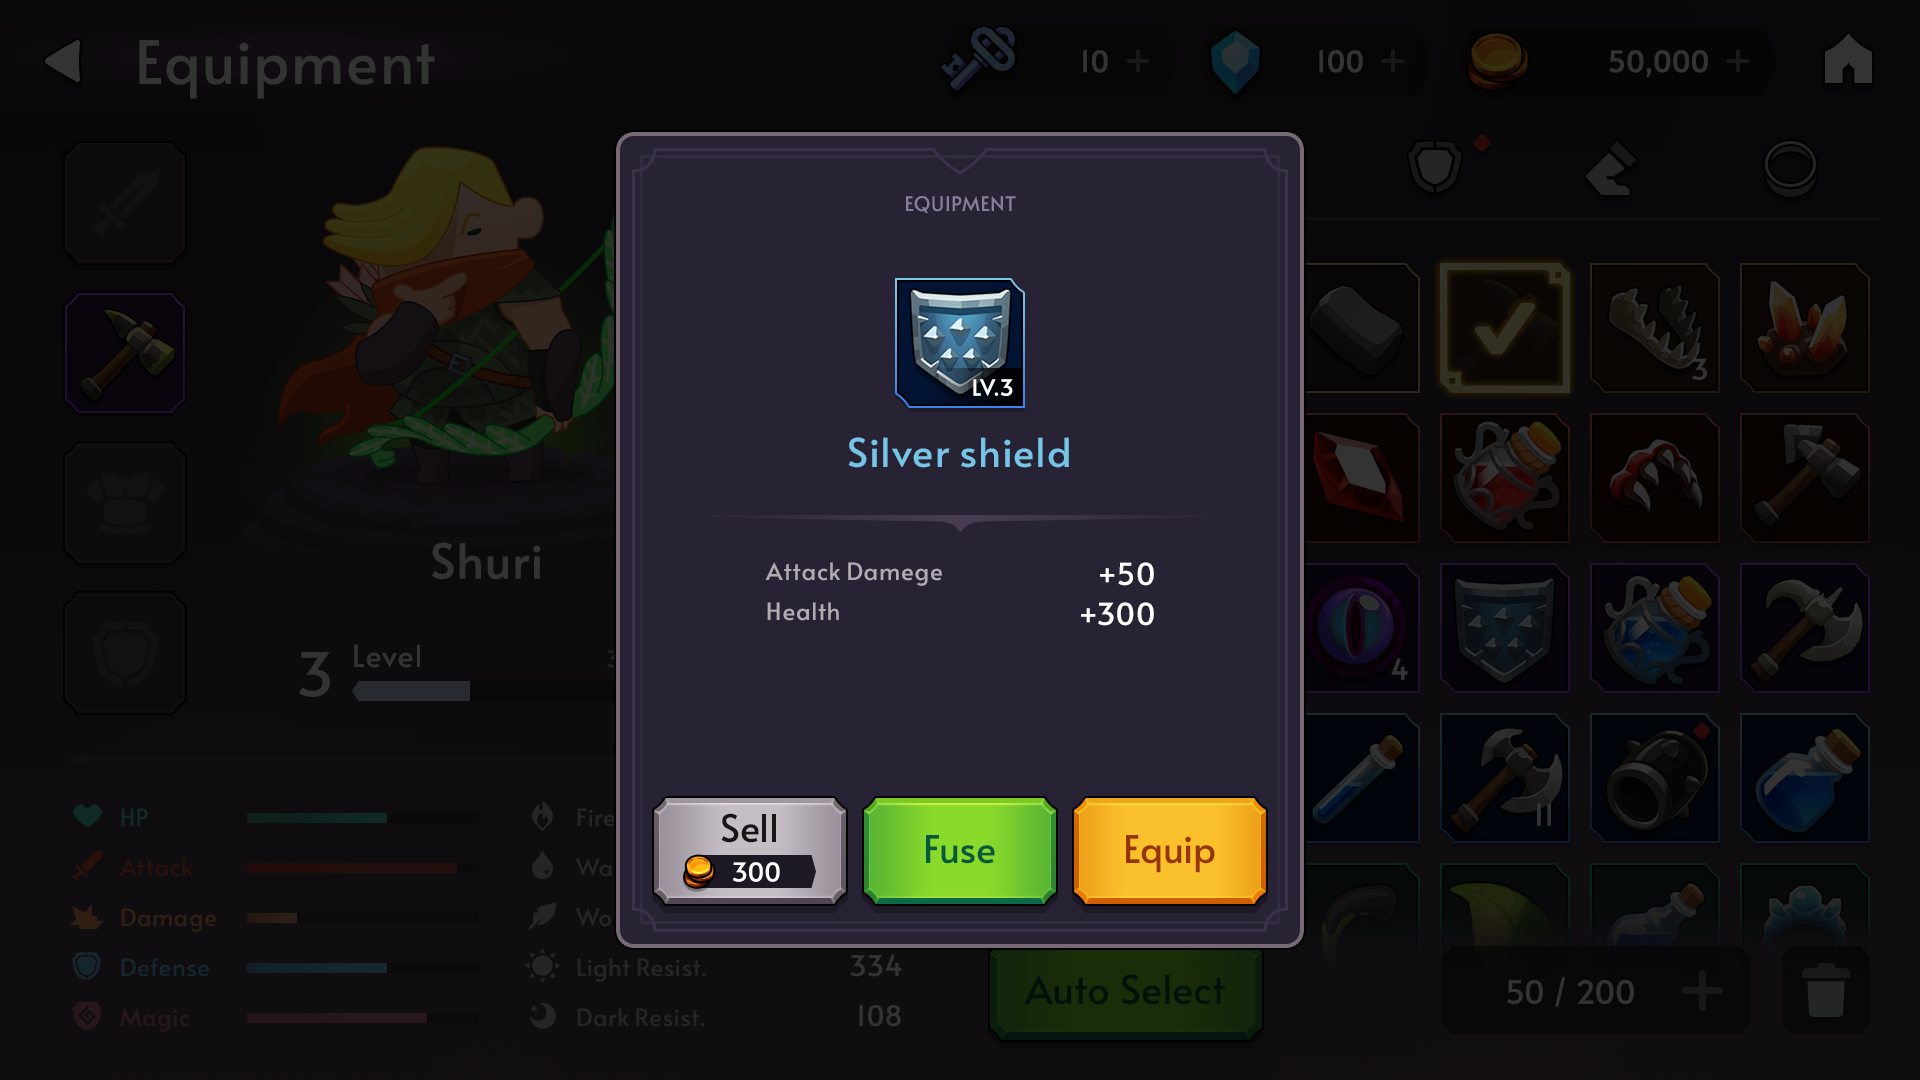 Equipment
10
100
50,000
EQUIPMENT
LV.3
Silver shield
Attack Damege +50
Health +300
Sell
300
Fuse
Equip
Shuri
3 Level
3
4
11
HP
Attack
Damage
Defense
Magic
Fire
Light Resist. 334
Dark Resist. 108
Auto Select
50 / 200